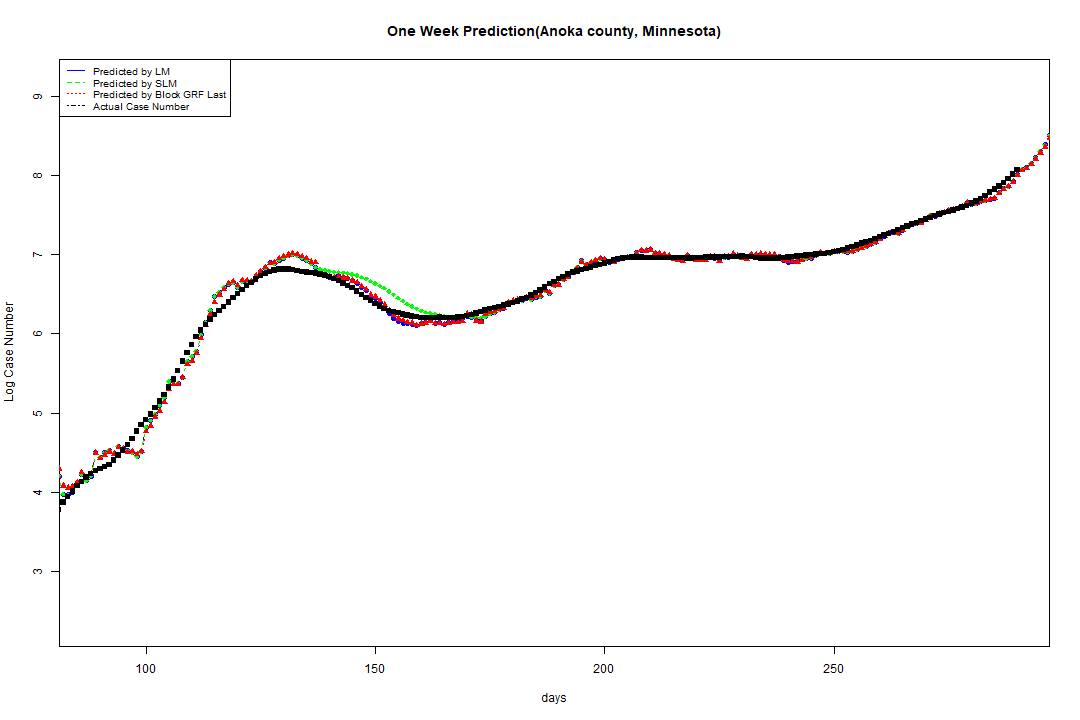 One Week Prediction(Anoka county, Minnesota)
Predicted by LM
Predicted by SLM
Predicted by Block GRF Last
Actual Case Number
9
8
7
6
5
4
3
Log Case Number
100 150 200 250
days